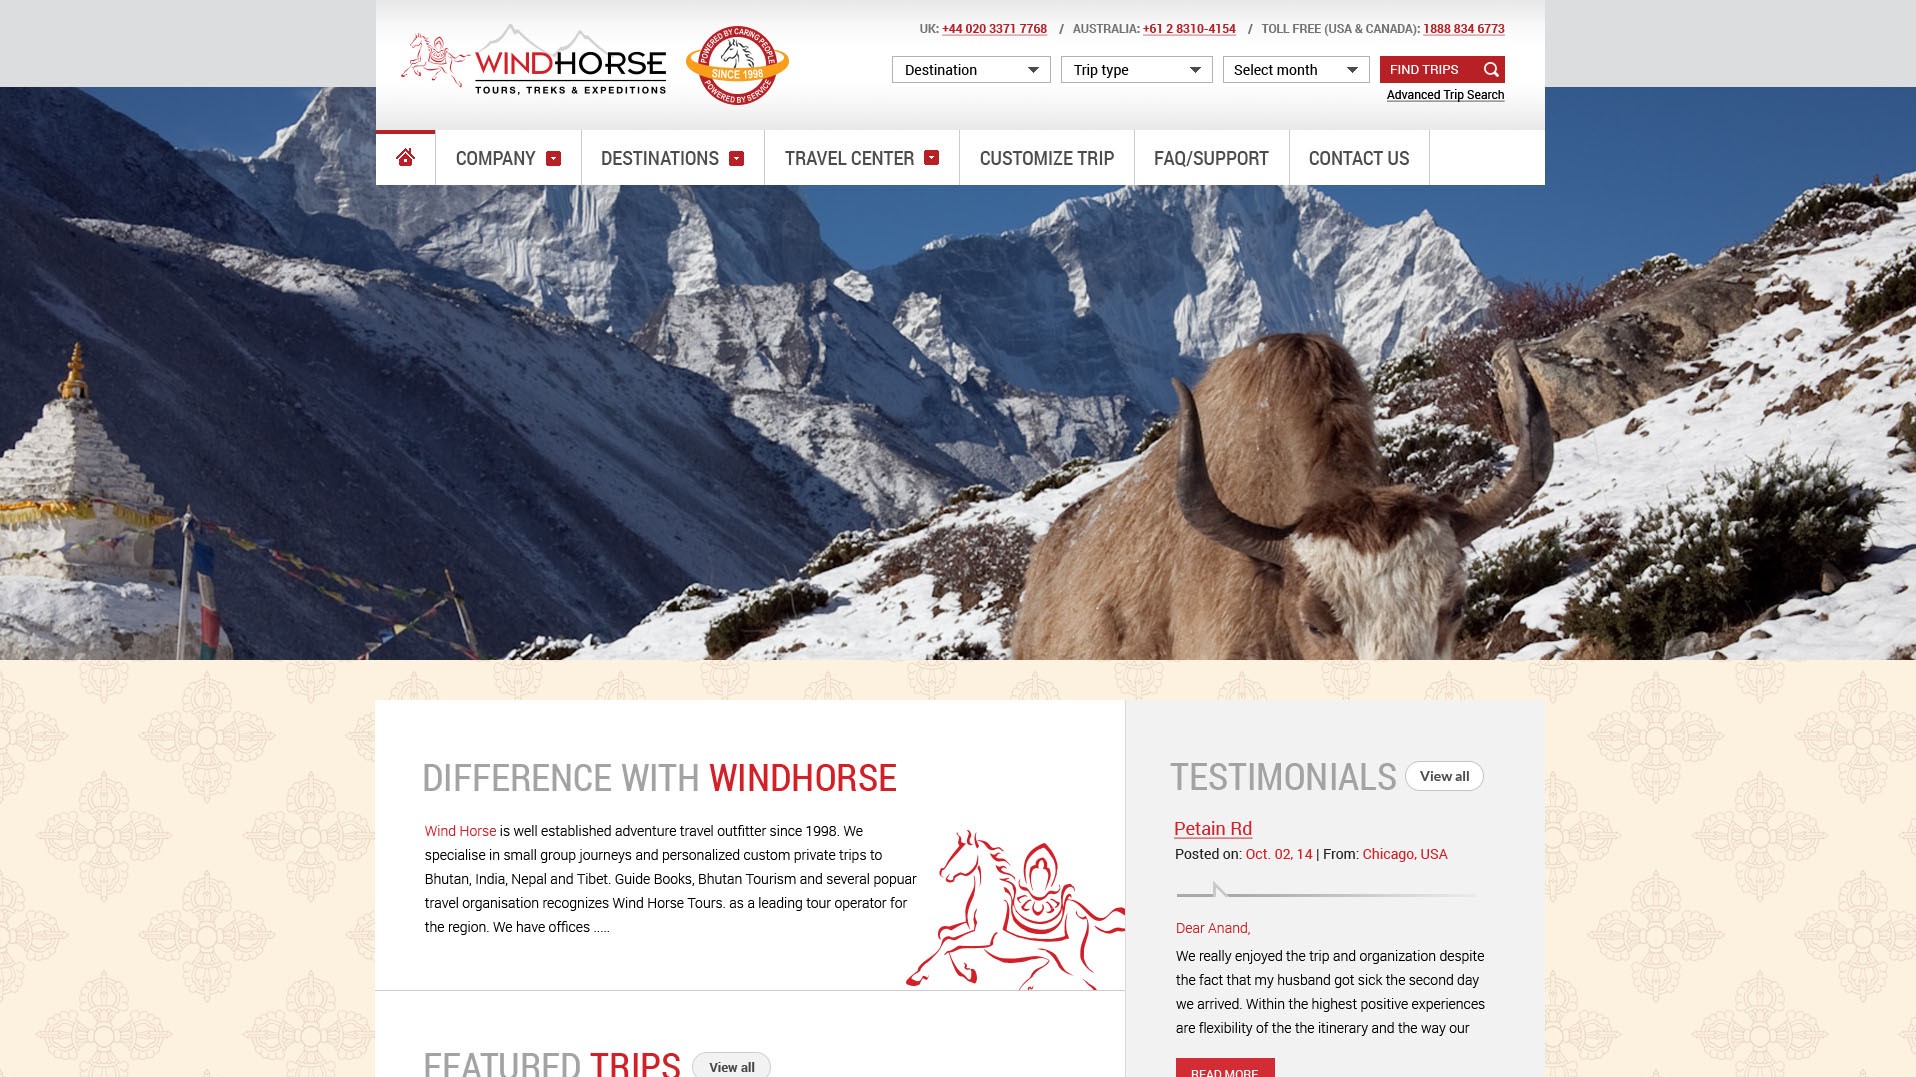 UK: +44 020 3371 7768 / AUSTRALIA: +61 2 8310-4154 / TOLL FREE (USA & CANADA): 1888 834 6773
WINDHORSE
TOURS, TREKS & EXPEDITIONS
POWERED BY CARING PEOPLE
SINCE 1998
POWERED BY SERVICE
Destination
Trip type
Select month
FIND TRIPS
Advanced Trip Search
COMPANY
DESTINATIONS
TRAVEL CENTER
CUSTOMIZE TRIP
FAQ/SUPPORT
CONTACT US
DIFFERENCE WITH WINDHORSE
Wind Horse is well established adventure travel outfitter since 1998. We
specialise in small group journeys and personalized custom private trips to
Bhutan, India, Nepal and Tibet. Guide Books, Bhutan Tourism and several popuar
travel organisation recognizes Wind Horse Tours. as a leading tour operator for
the region. We have offices .....
FEATURED TRIPS
View all
TESTIMONIALS
View all
Petain Rd
Posted on: Oct. 02, 14 | From: Chicago, USA
Dear Anand,
We really enjoyed the trip and organization despite
the fact that my husband got sick the second day
we arrived. Within the highest positive experiences
are flexibility of the the itinerary and the way our
READ MORE